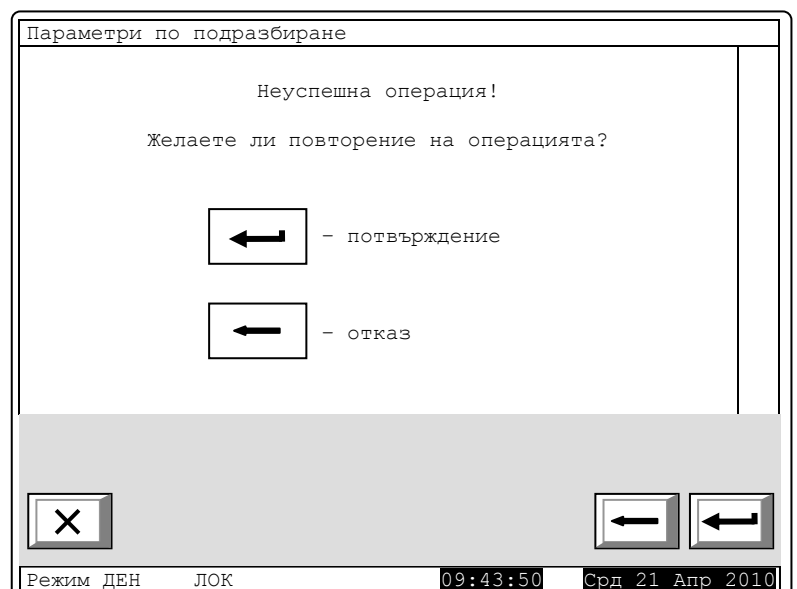 Параметри по подразбиране
Неуспешна операция!
Желаете ли повторение на операцията?
- потвърждение
- отказ
Режим ДЕН ЛОК 09:43:50 Срд 21 Апр 2010